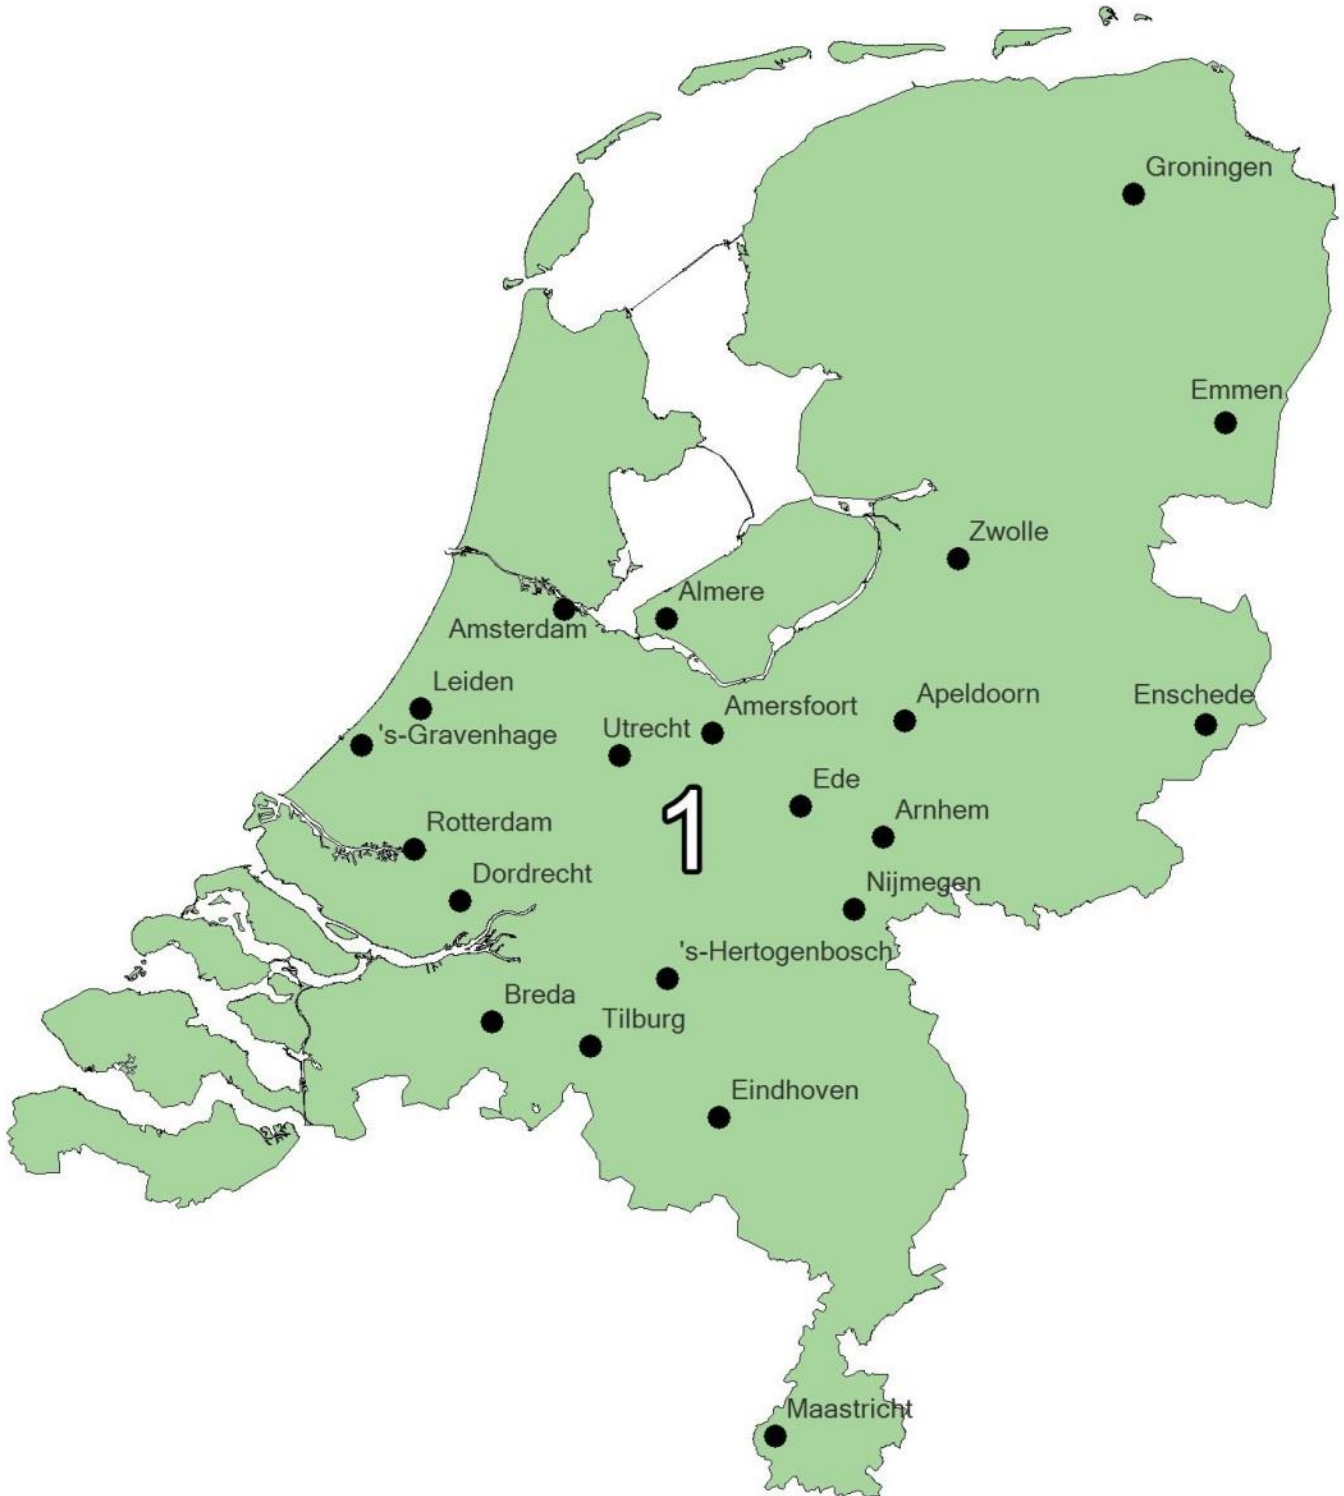 Groningen
Emmen
Zwolle
Almere
Amsterdam
Leiden
Amersfoort
Apeldoorn
Enschede
's-Gravenhage
Utrecht
Ede
1
Arnhem
Rotterdam
Dordrecht
Nijmegen
's-Hertogenbosch
Breda
Tilburg
Eindhoven
Maastricht